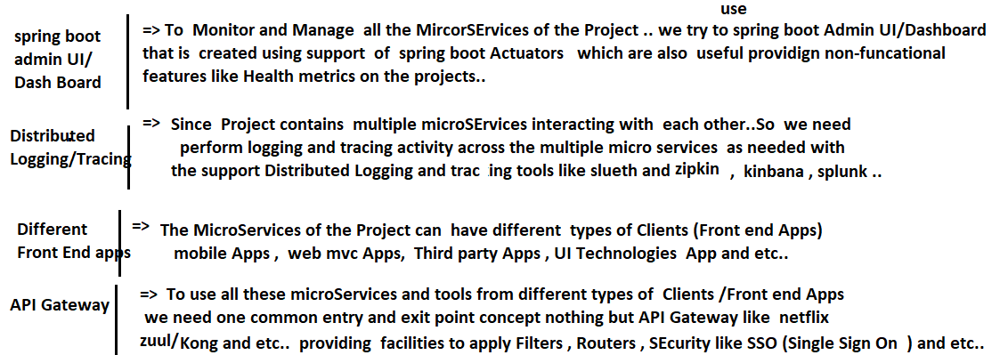 use
spring boot
admin UI/
Dash Board
=> To Monitor and Manage all the MircorSErvices of the Project .. we try to spring boot Admin UI/Dashboard
that is created using support of spring boot Actuators which are also useful providign non-funcational
features like Health metrics on the projects..
Distributed
Logging/Tracing
=> Since Project contains multiple microSErvices interacting with each other..So we need
perform logging and tracing activity across the multiple micro services as needed with
the support Distributed Logging and trac ing tools like slueth and zipkin , kinbana , splunk ..
Different
Front End apps
=> The MicroServices of the Project can have different types of Clients (Front end Apps)
mobile Apps , web mvc Apps, Third party Apps , UI Technologies App and etc..
API Gateway
=> To use all these microServices and tools from different types of Clients /Front end Apps
we need one common entry and exit point concept nothing but API Gateway like netflix
zuul/Kong and etc.. providing facilities to apply Filters , Routers , SEcurity like SSO (Single Sign On ) and etc..